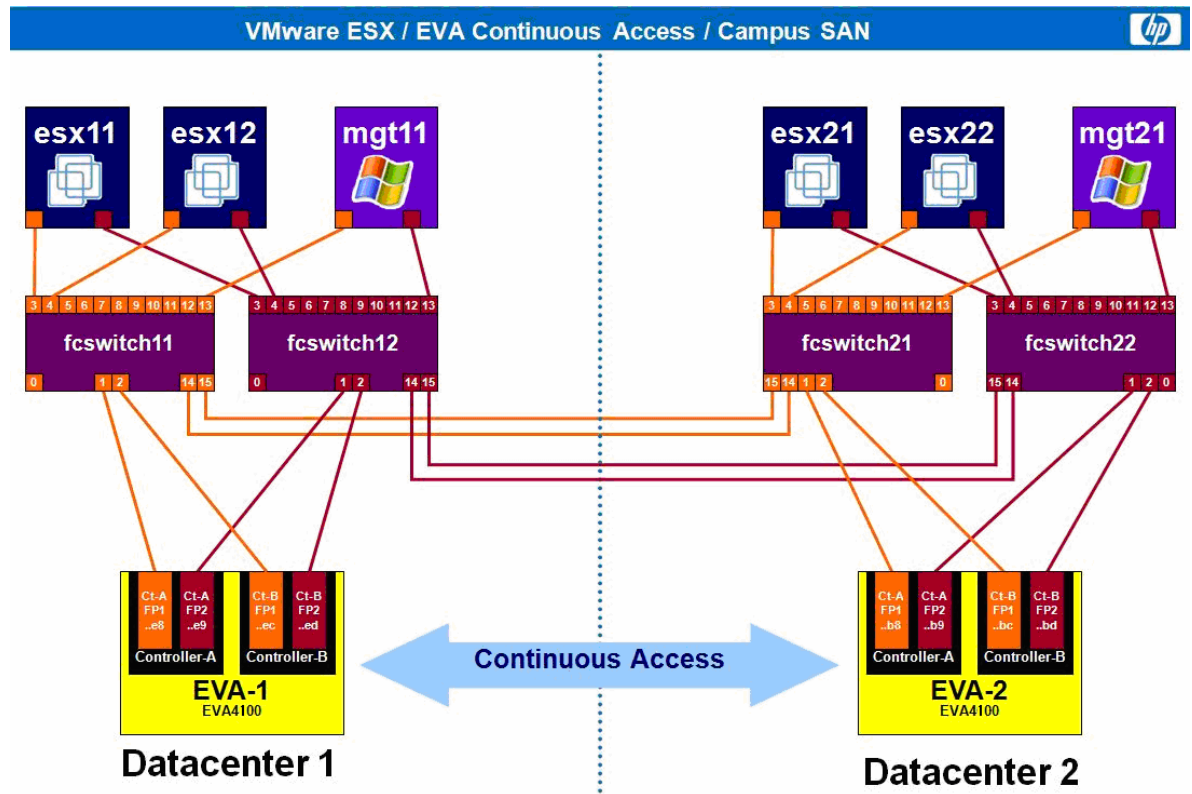 VMware ESX / EVA Continuous Access / Campus SAN
hp
esx11 esx12 mgt11 esx21 esx22 mgt21
3 4 5 6 7 8 9 10 11 12 13 3 4 5 6 7 8 9 10 11 12 13 3 4 5 6 7 8 9 10 11 12 13 3 4 5 6 7 8 9 10 11 12 13
fcswitch11 fcswitch12 fcswitch21 fcswitch22
0 1 2 14 15 0 1 2 14 15 15 14 1 2 0 15 14 1 2 0
Ct-A Ct-A Ct-B Ct-B Ct-A Ct-A Ct-B Ct-B
FP1 FP2 FP1 FP2 FP1 FP2 FP1 FP2
..e8 ..e9 ..ec ..ed ..b8 ..b9 ..bc ..bd
Controller-A Controller-B Continuous Access Controller-A Controller-B
EVA-1 EVA-2
EVA4100 EVA4100
Datacenter 1 Datacenter 2